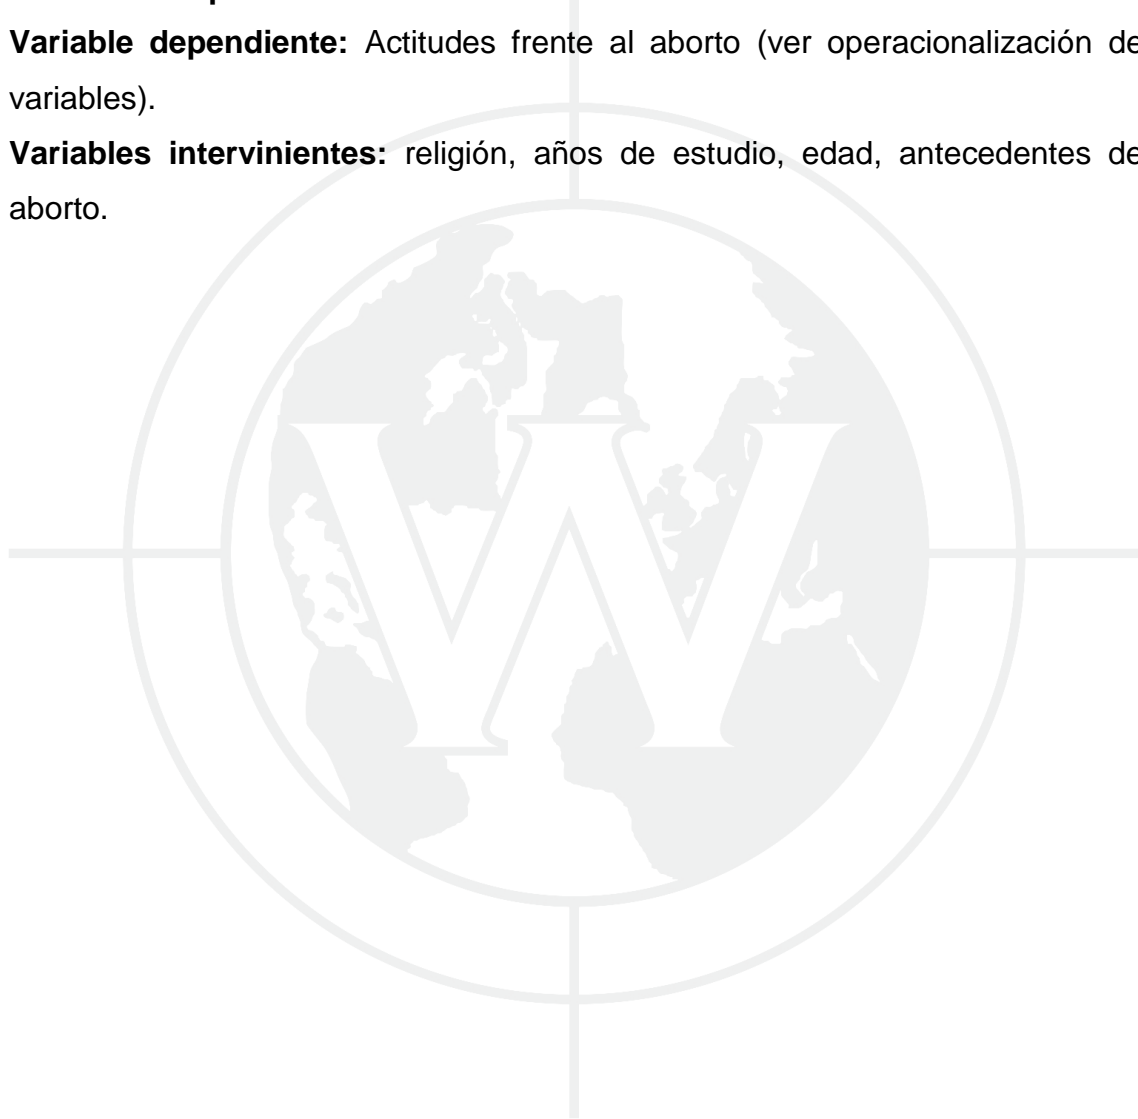 Variable dependiente: Actitudes frente al aborto (ver operacionalización de
variables).
Variables intervinientes: religión, años de estudio, edad, antecedentes de
aborto.
W